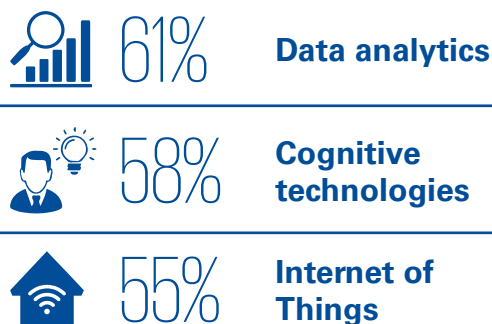 61% Data analytics
58% Cognitive
technologies
55% Internet of
Things